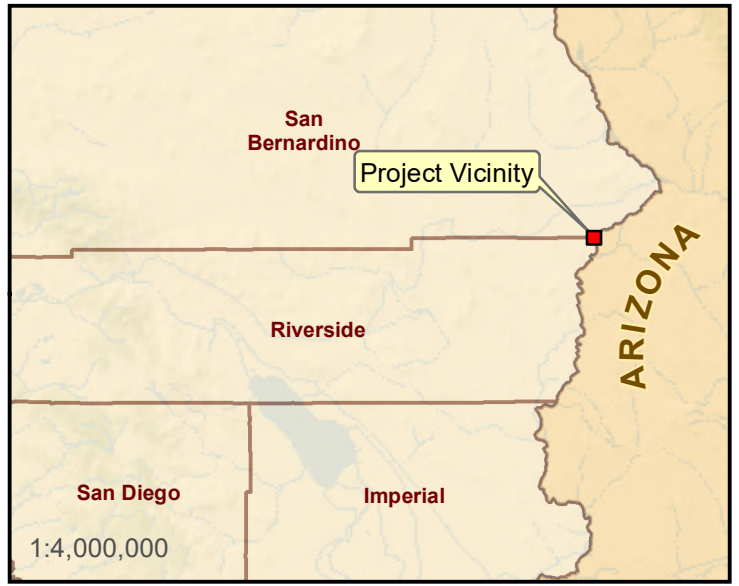 San
Bernardino
Project Vicinity
ARIZONA
Riverside
San Diego
Imperial
1:4,000,000